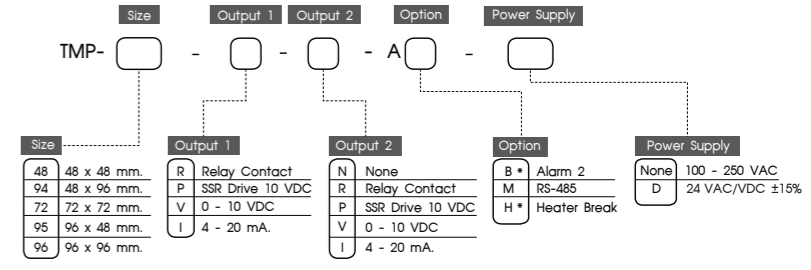 Size Output 1 Output 2 Option Power Supply
TMP- - - - A -
Size
48 48 x 48 mm.
94 48 x 96 mm.
72 72 x 72 mm.
95 96 x 48 mm.
96 96 x 96 mm.
Output 1
R Relay Contact
P SSR Drive 10 VDC
V 0 - 10 VDC
I 4 - 20 mA.
Output 2
N None
R Relay Contact
P SSR Drive 10 VDC
V 0 - 10 VDC
I 4 - 20 mA.
Option
B * Alarm 2
M RS-485
H * Heater Break
Power Supply
None 100 - 250 VAC
D 24 VAC/VDC ±15%